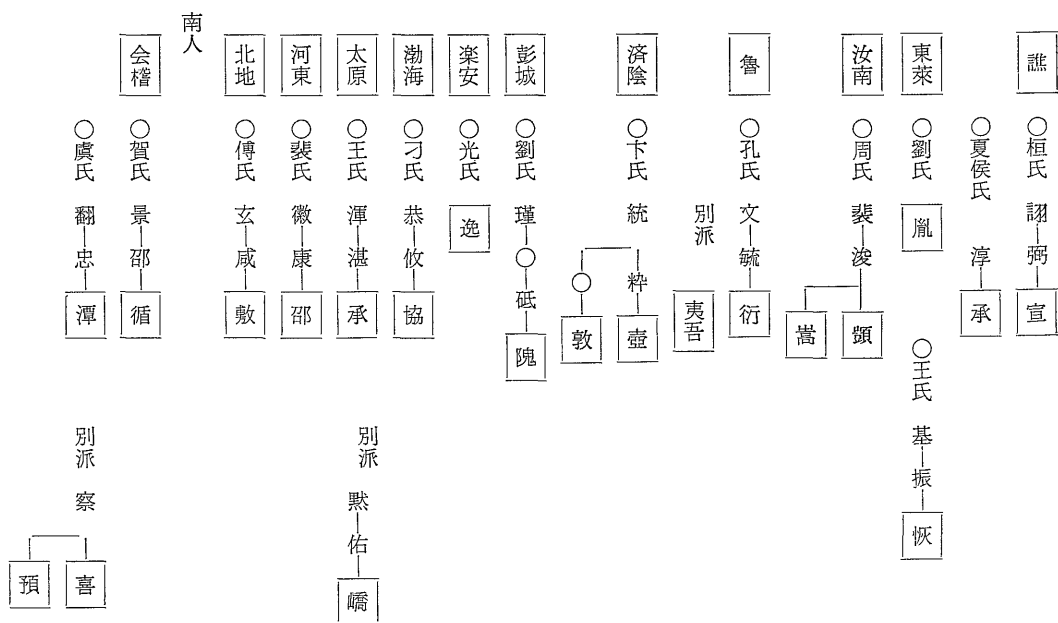 譙 ○桓氏 詡 弼 宣
○夏侯氏 淳 承
東萊 ○劉氏 胤 ○王氏 基 振 恢
汝南 ○周氏 裴 浚 顗 嵩
魯 ○孔氏 文 毓 衍
別派 夷吾
済陰 ○卞氏 統 粋 壺 ○ 敦
彭城 ○劉氏 瑾 ○ 砥 隗
楽安 ○光氏 逸
渤海 ○刁氏 恭 攸 協
太原 ○王氏 渾 湛 承 別派 黙 佑 嶠
河東 ○裴氏 徽 康 邵
北地 ○傅氏 玄 咸 敷
南人
会稽 ○賀氏 景 邵 循
○虞氏 翻 忠 潭 別派 察 喜 預